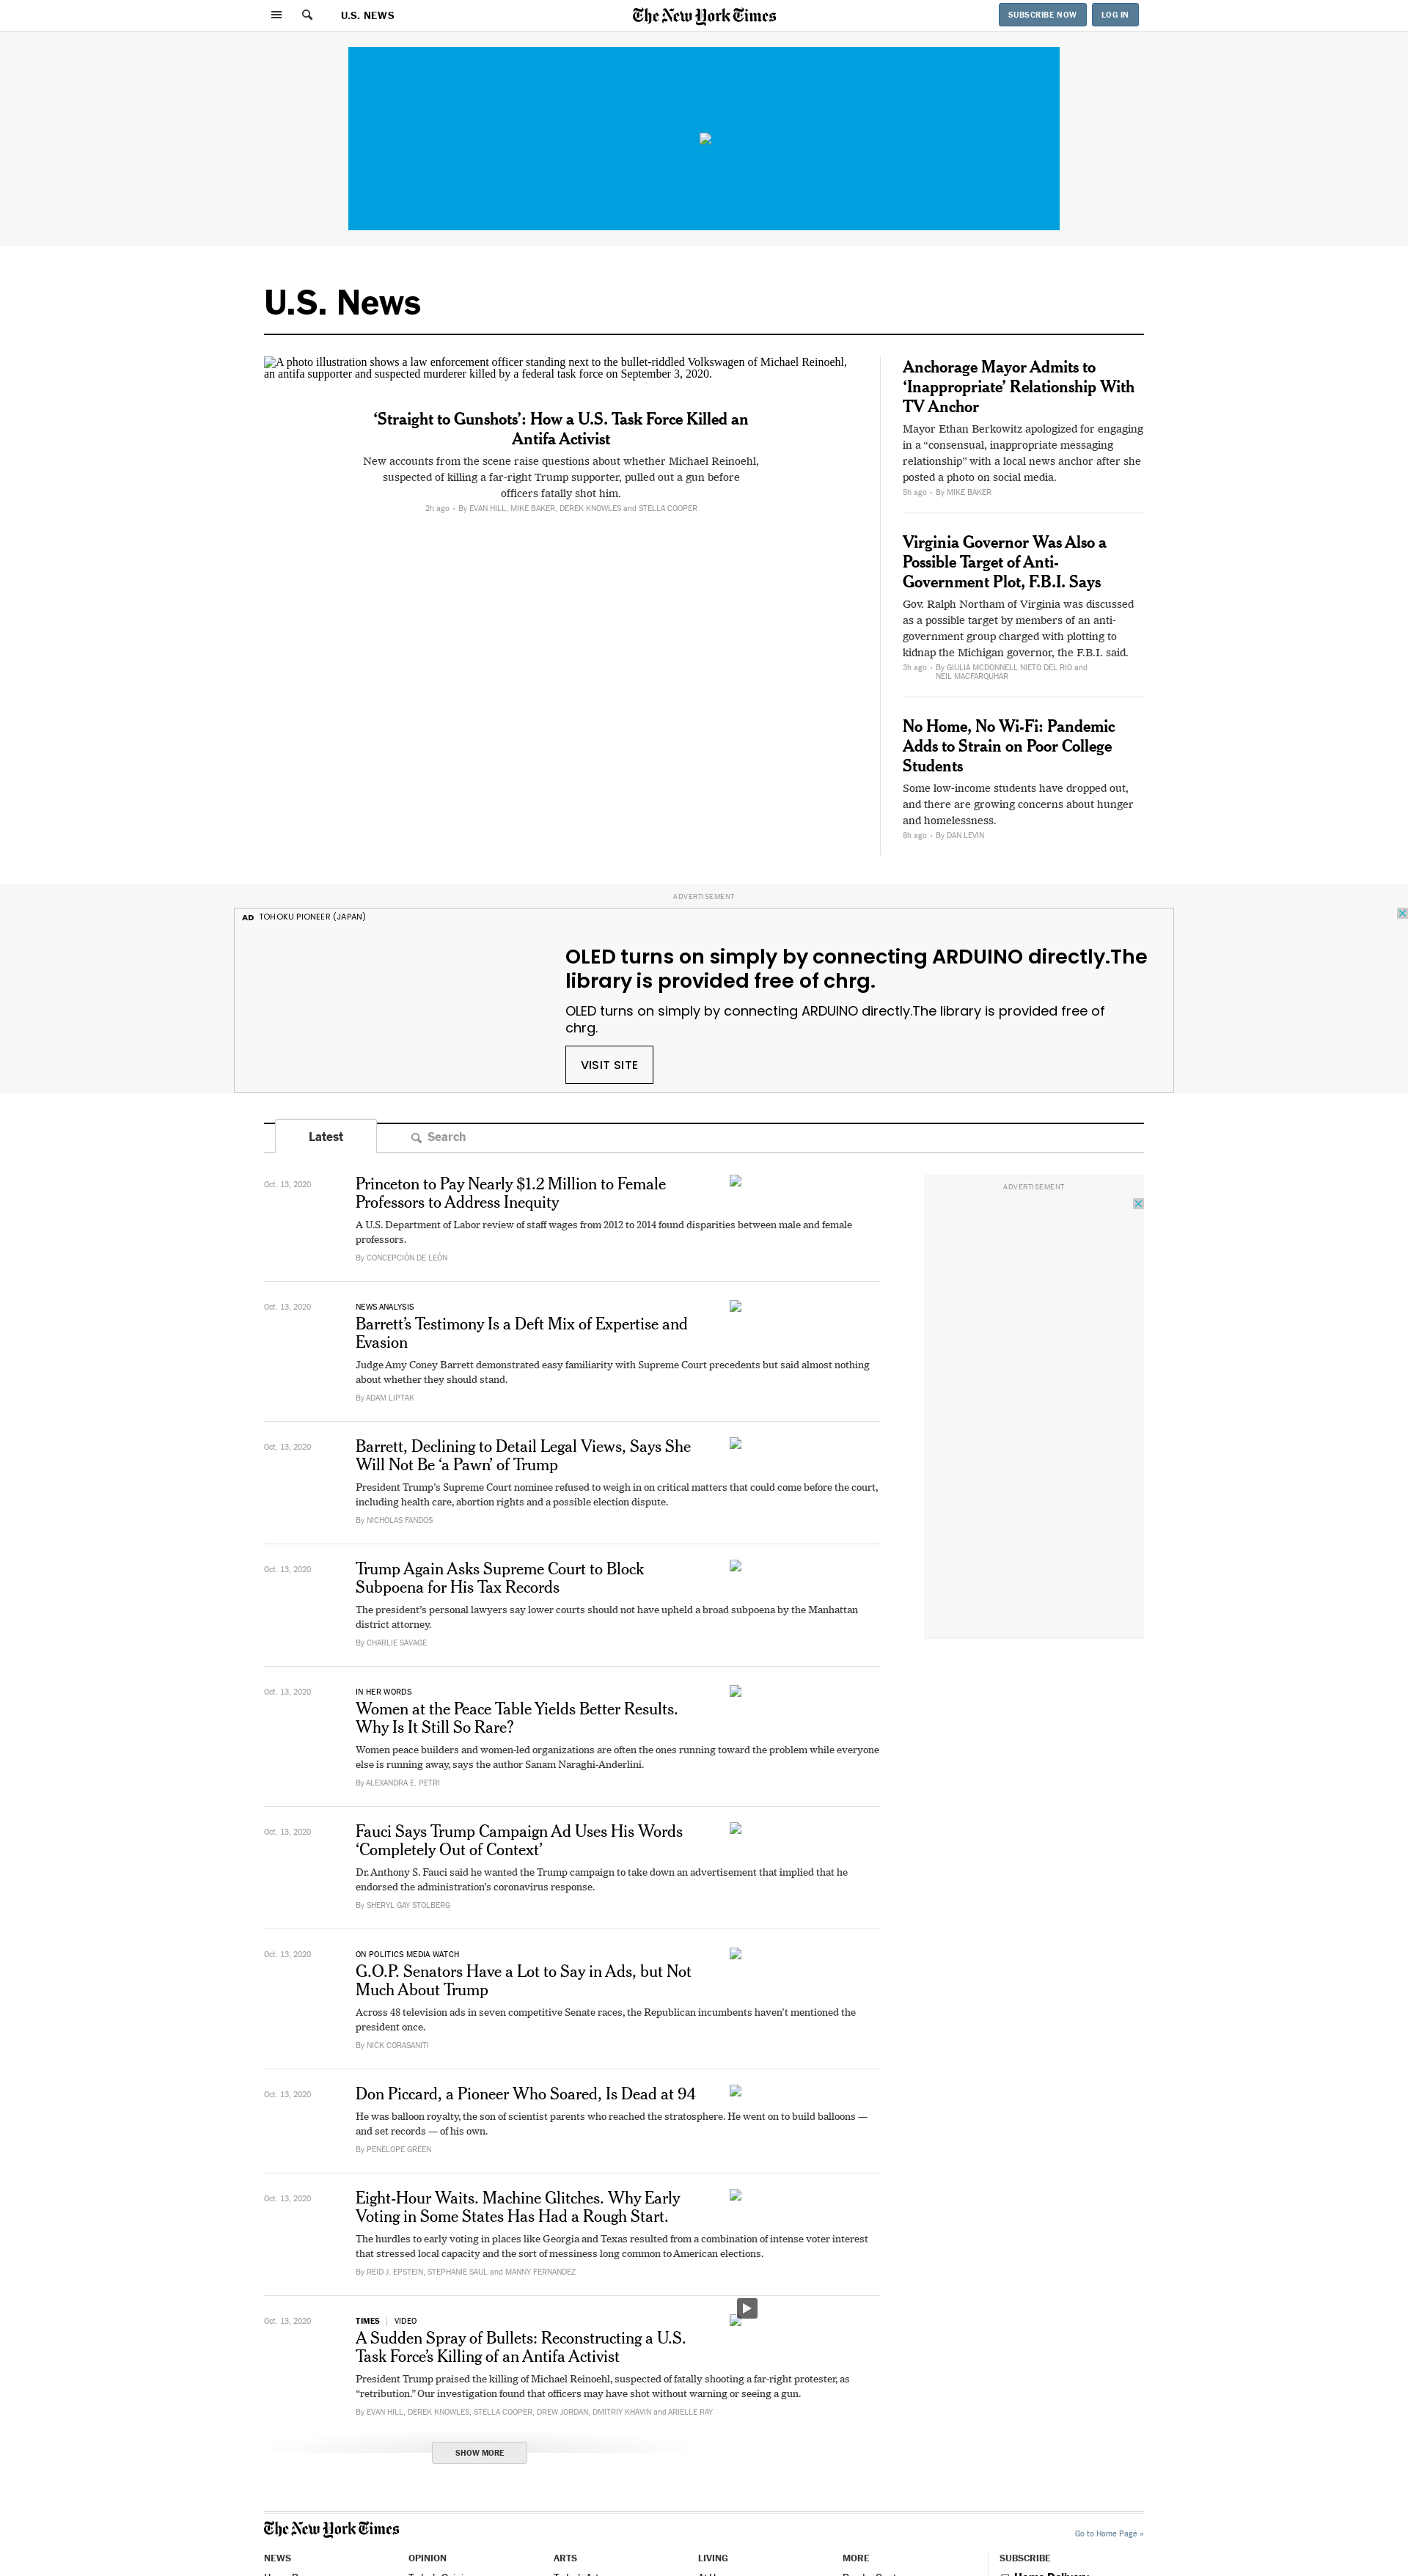 U.S. NEWS
The New York Times
SUBSCRIBE NOW
LOG IN
U.S. News
A photo illustration shows a law enforcement officer standing next to the bullet-riddled Volkswagen of Michael Reinoehl,
an antifa supporter and suspected murderer killed by a federal task force on September 3, 2020.
‘Straight to Gunshots’: How a U.S. Task Force Killed an
Antifa Activist
New accounts from the scene raise questions about whether Michael Reinoehl,
suspected of killing a far-right Trump supporter, pulled out a gun before
officers fatally shot him.
2h ago • By EVAN HILL, MIKE BAKER, DEREK KNOWLES and STELLA COOPER
Anchorage Mayor Admits to
‘Inappropriate’ Relationship With
TV Anchor
Mayor Ethan Berkowitz apologized for engaging
in a “consensual, inappropriate messaging
relationship” with a local news anchor after she
posted a photo on social media.
5h ago • By MIKE BAKER
Virginia Governor Was Also a
Possible Target of Anti-
Government Plot, F.B.I. Says
Gov. Ralph Northam of Virginia was discussed
as a possible target by members of an anti-
government group charged with plotting to
kidnap the Michigan governor, the F.B.I. said.
3h ago • By GIULIA MCDONNELL NIETO DEL RIO and
NEIL MACFARQUHAR
No Home, No Wi-Fi: Pandemic
Adds to Strain on Poor College
Students
Some low-income students have dropped out,
and there are growing concerns about hunger
and homelessness.
8h ago • By DAN LEVIN
ADVERTISEMENT
AD TOHOKU PIONEER (JAPAN)
OLED turns on simply by connecting ARDUINO directly.The
library is provided free of chrg.
OLED turns on simply by connecting ARDUINO directly.The library is provided free of
chrg.
VISIT SITE
Latest
Search
ADVERTISEMENT
Oct. 13, 2020
Princeton to Pay Nearly $1.2 Million to Female
Professors to Address Inequity
A U.S. Department of Labor review of staff wages from 2012 to 2014 found disparities between male and female
professors.
By CONCEPCIÓN DE LEÓN
Oct. 13, 2020
NEWS ANALYSIS
Barrett’s Testimony Is a Deft Mix of Expertise and
Evasion
Judge Amy Coney Barrett demonstrated easy familiarity with Supreme Court precedents but said almost nothing
about whether they should stand.
By ADAM LIPTAK
Oct. 13, 2020
Barrett, Declining to Detail Legal Views, Says She
Will Not Be ‘a Pawn’ of Trump
President Trump’s Supreme Court nominee refused to weigh in on critical matters that could come before the court,
including health care, abortion rights and a possible election dispute.
By NICHOLAS FANDOS
Oct. 13, 2020
Trump Again Asks Supreme Court to Block
Subpoena for His Tax Records
The president’s personal lawyers say lower courts should not have upheld a broad subpoena by the Manhattan
district attorney.
By CHARLIE SAVAGE
Oct. 13, 2020
IN HER WORDS
Women at the Peace Table Yields Better Results.
Why Is It Still So Rare?
Women peace builders and women-led organizations are often the ones running toward the problem while everyone
else is running away, says the author Sanam Naraghi-Anderlini.
By ALEXANDRA E. PETRI
Oct. 13, 2020
Fauci Says Trump Campaign Ad Uses His Words
‘Completely Out of Context’
Dr. Anthony S. Fauci said he wanted the Trump campaign to take down an advertisement that implied that he
endorsed the administration’s coronavirus response.
By SHERYL GAY STOLBERG
Oct. 13, 2020
ON POLITICS MEDIA WATCH
G.O.P. Senators Have a Lot to Say in Ads, but Not
Much About Trump
Across 48 television ads in seven competitive Senate races, the Republican incumbents haven’t mentioned the
president once.
By NICK CORASANITI
Oct. 13, 2020
Don Piccard, a Pioneer Who Soared, Is Dead at 94
He was balloon royalty, the son of scientist parents who reached the stratosphere. He went on to build balloons —
and set records — of his own.
By PENELOPE GREEN
Oct. 13, 2020
Eight-Hour Waits. Machine Glitches. Why Early
Voting in Some States Has Had a Rough Start.
The hurdles to early voting in places like Georgia and Texas resulted from a combination of intense voter interest
that stressed local capacity and the sort of messiness long common to American elections.
By REID J. EPSTEIN, STEPHANIE SAUL and MANNY FERNANDEZ
Oct. 13, 2020
TIMES | VIDEO
A Sudden Spray of Bullets: Reconstructing a U.S.
Task Force’s Killing of an Antifa Activist
President Trump praised the killing of Michael Reinoehl, suspected of fatally shooting a far-right protester, as
“retribution.” Our investigation found that officers may have shot without warning or seeing a gun.
By EVAN HILL, DEREK KNOWLES, STELLA COOPER, DREW JORDAN, DMITRIY KHAVIN and ARIELLE RAY
SHOW MORE
The New York Times
Go to Home Page »
NEWS
OPINION
ARTS
LIVING
MORE
SUBSCRIBE